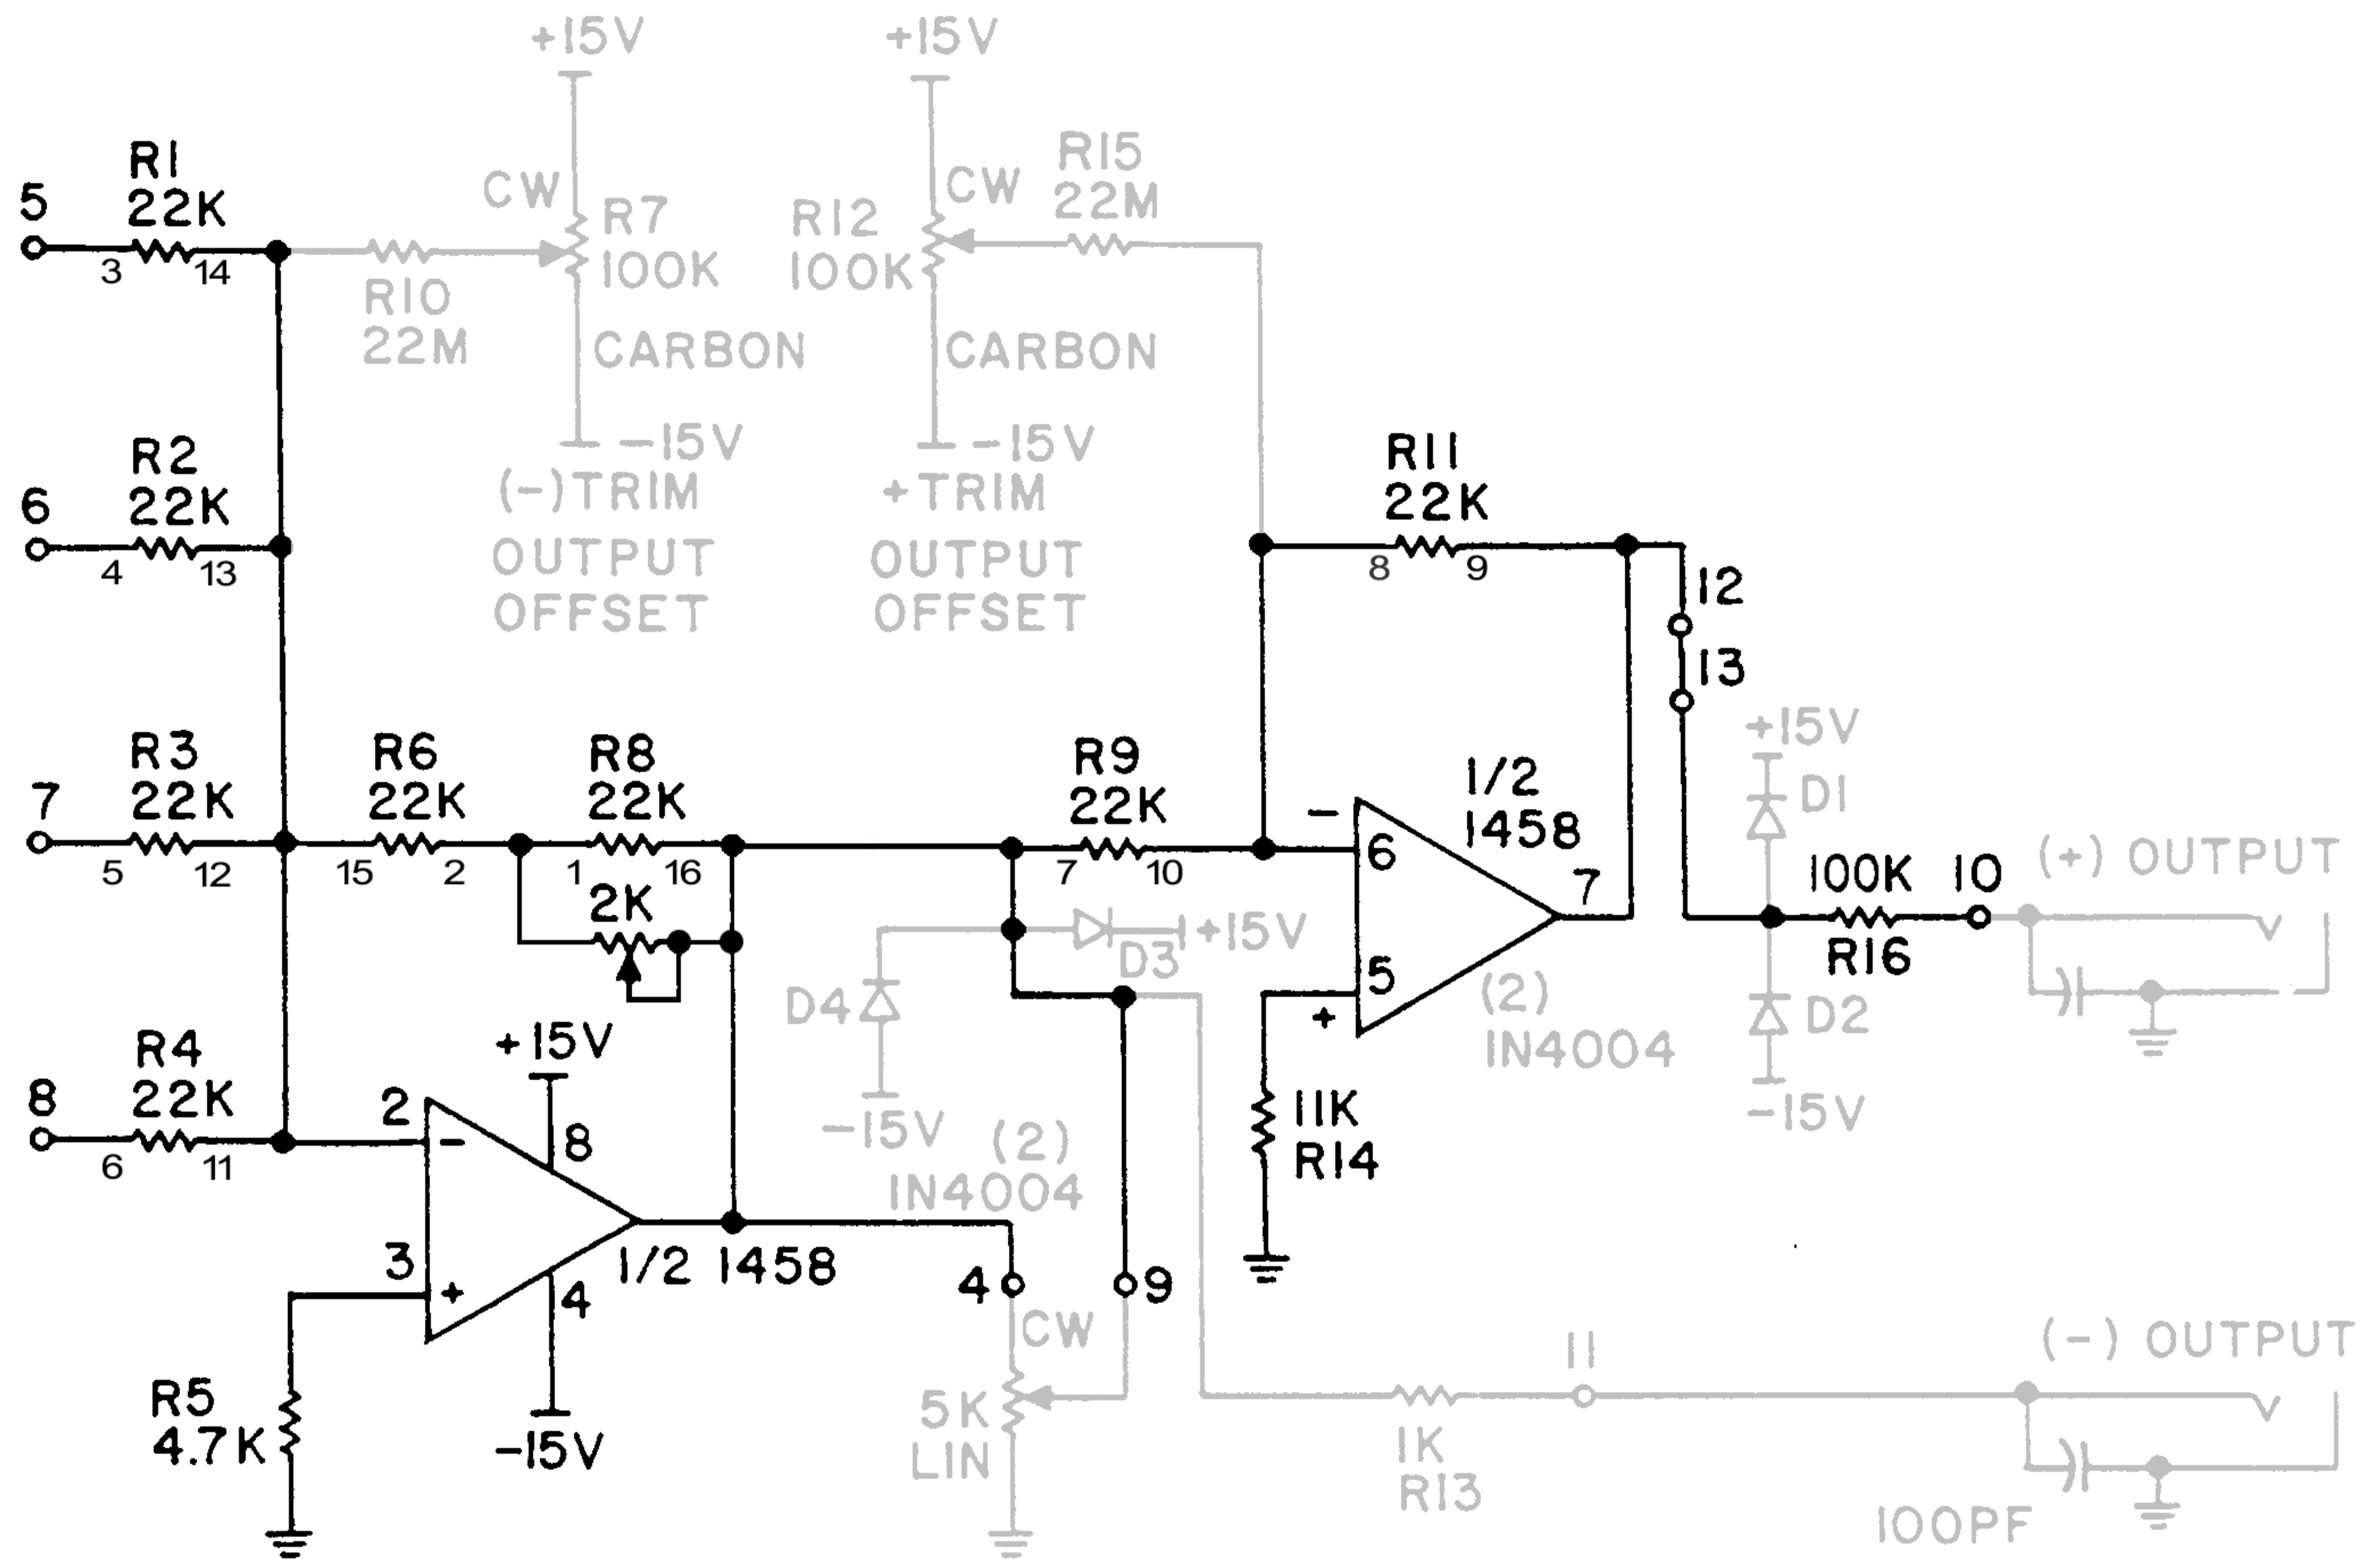 +15V
+15V
R1
22K
5
3
14
CW
R7
100K
R10
22M
CARBON
-15V
(-)TRIM
OUTPUT
OFFSET
R12
100K
CW
R15
22M
CARBON
-15V
+TRIM
OUTPUT
OFFSET
R2
22K
6
4
13
R11
22K
8
9
12
13
R3
22K
7
5
12
R6
22K
15
2
R8
22K
1
16
2K
R9
22K
7
10
-
6
5
+
1/2
1458
7
+15V
D1
100K
10
R16
(+) OUTPUT
D2
-15V
D3
+15V
D4
-15V
(2)
IN4004
(2)
IN4004
11K
R14
R4
22K
8
6
11
+15V
2
-
8
3
+
4
1/2 1458
-15V
R5
4.7K
4
9
CW
5K
LIN
11
1K
R13
(-) OUTPUT
100PF